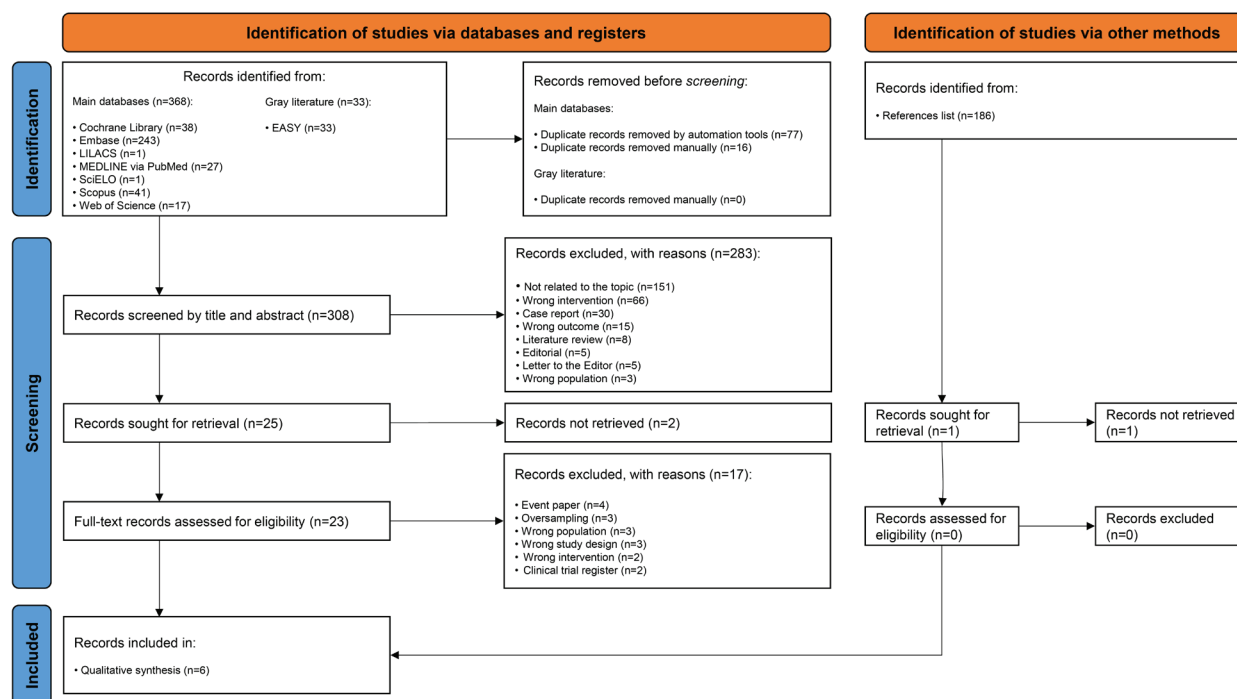 Identification of studies via databases and registers
Identification of studies via other methods
Identification
Records identified from:
Main databases (n=368):
• Cochrane Library (n=38)
• Embase (n=243)
• LILACS (n=1)
• MEDLINE via PubMed (n=27)
• SciELO (n=1)
• Scopus (n=41)
• Web of Science (n=17)
Gray literature (n=33):
• EASY (n=33)
Records removed before screening:
Main databases:
• Duplicate records removed by automation tools (n=77)
• Duplicate records removed manually (n=16)
Gray literature:
• Duplicate records removed manually (n=0)
Records identified from:
• References list (n=186)
Screening
Records screened by title and abstract (n=308)
Records excluded, with reasons (n=283):
• Not related to the topic (n=151)
• Wrong intervention (n=66)
• Case report (n=30)
• Wrong outcome (n=15)
• Literature review (n=8)
• Editorial (n=5)
• Letter to the Editor (n=5)
• Wrong population (n=3)
Records sought for retrieval (n=25)
Records not retrieved (n=2)
Records sought for
retrieval (n=1)
Records not retrieved
(n=1)
Full-text records assessed for eligibility (n=23)
Records excluded, with reasons (n=17):
• Event paper (n=4)
• Oversampling (n=3)
• Wrong population (n=3)
• Wrong study design (n=3)
• Wrong intervention (n=2)
• Clinical trial register (n=2)
Records assessed for
eligibility (n=0)
Records excluded
(n=0)
Included
Records included in:
• Qualitative synthesis (n=6)